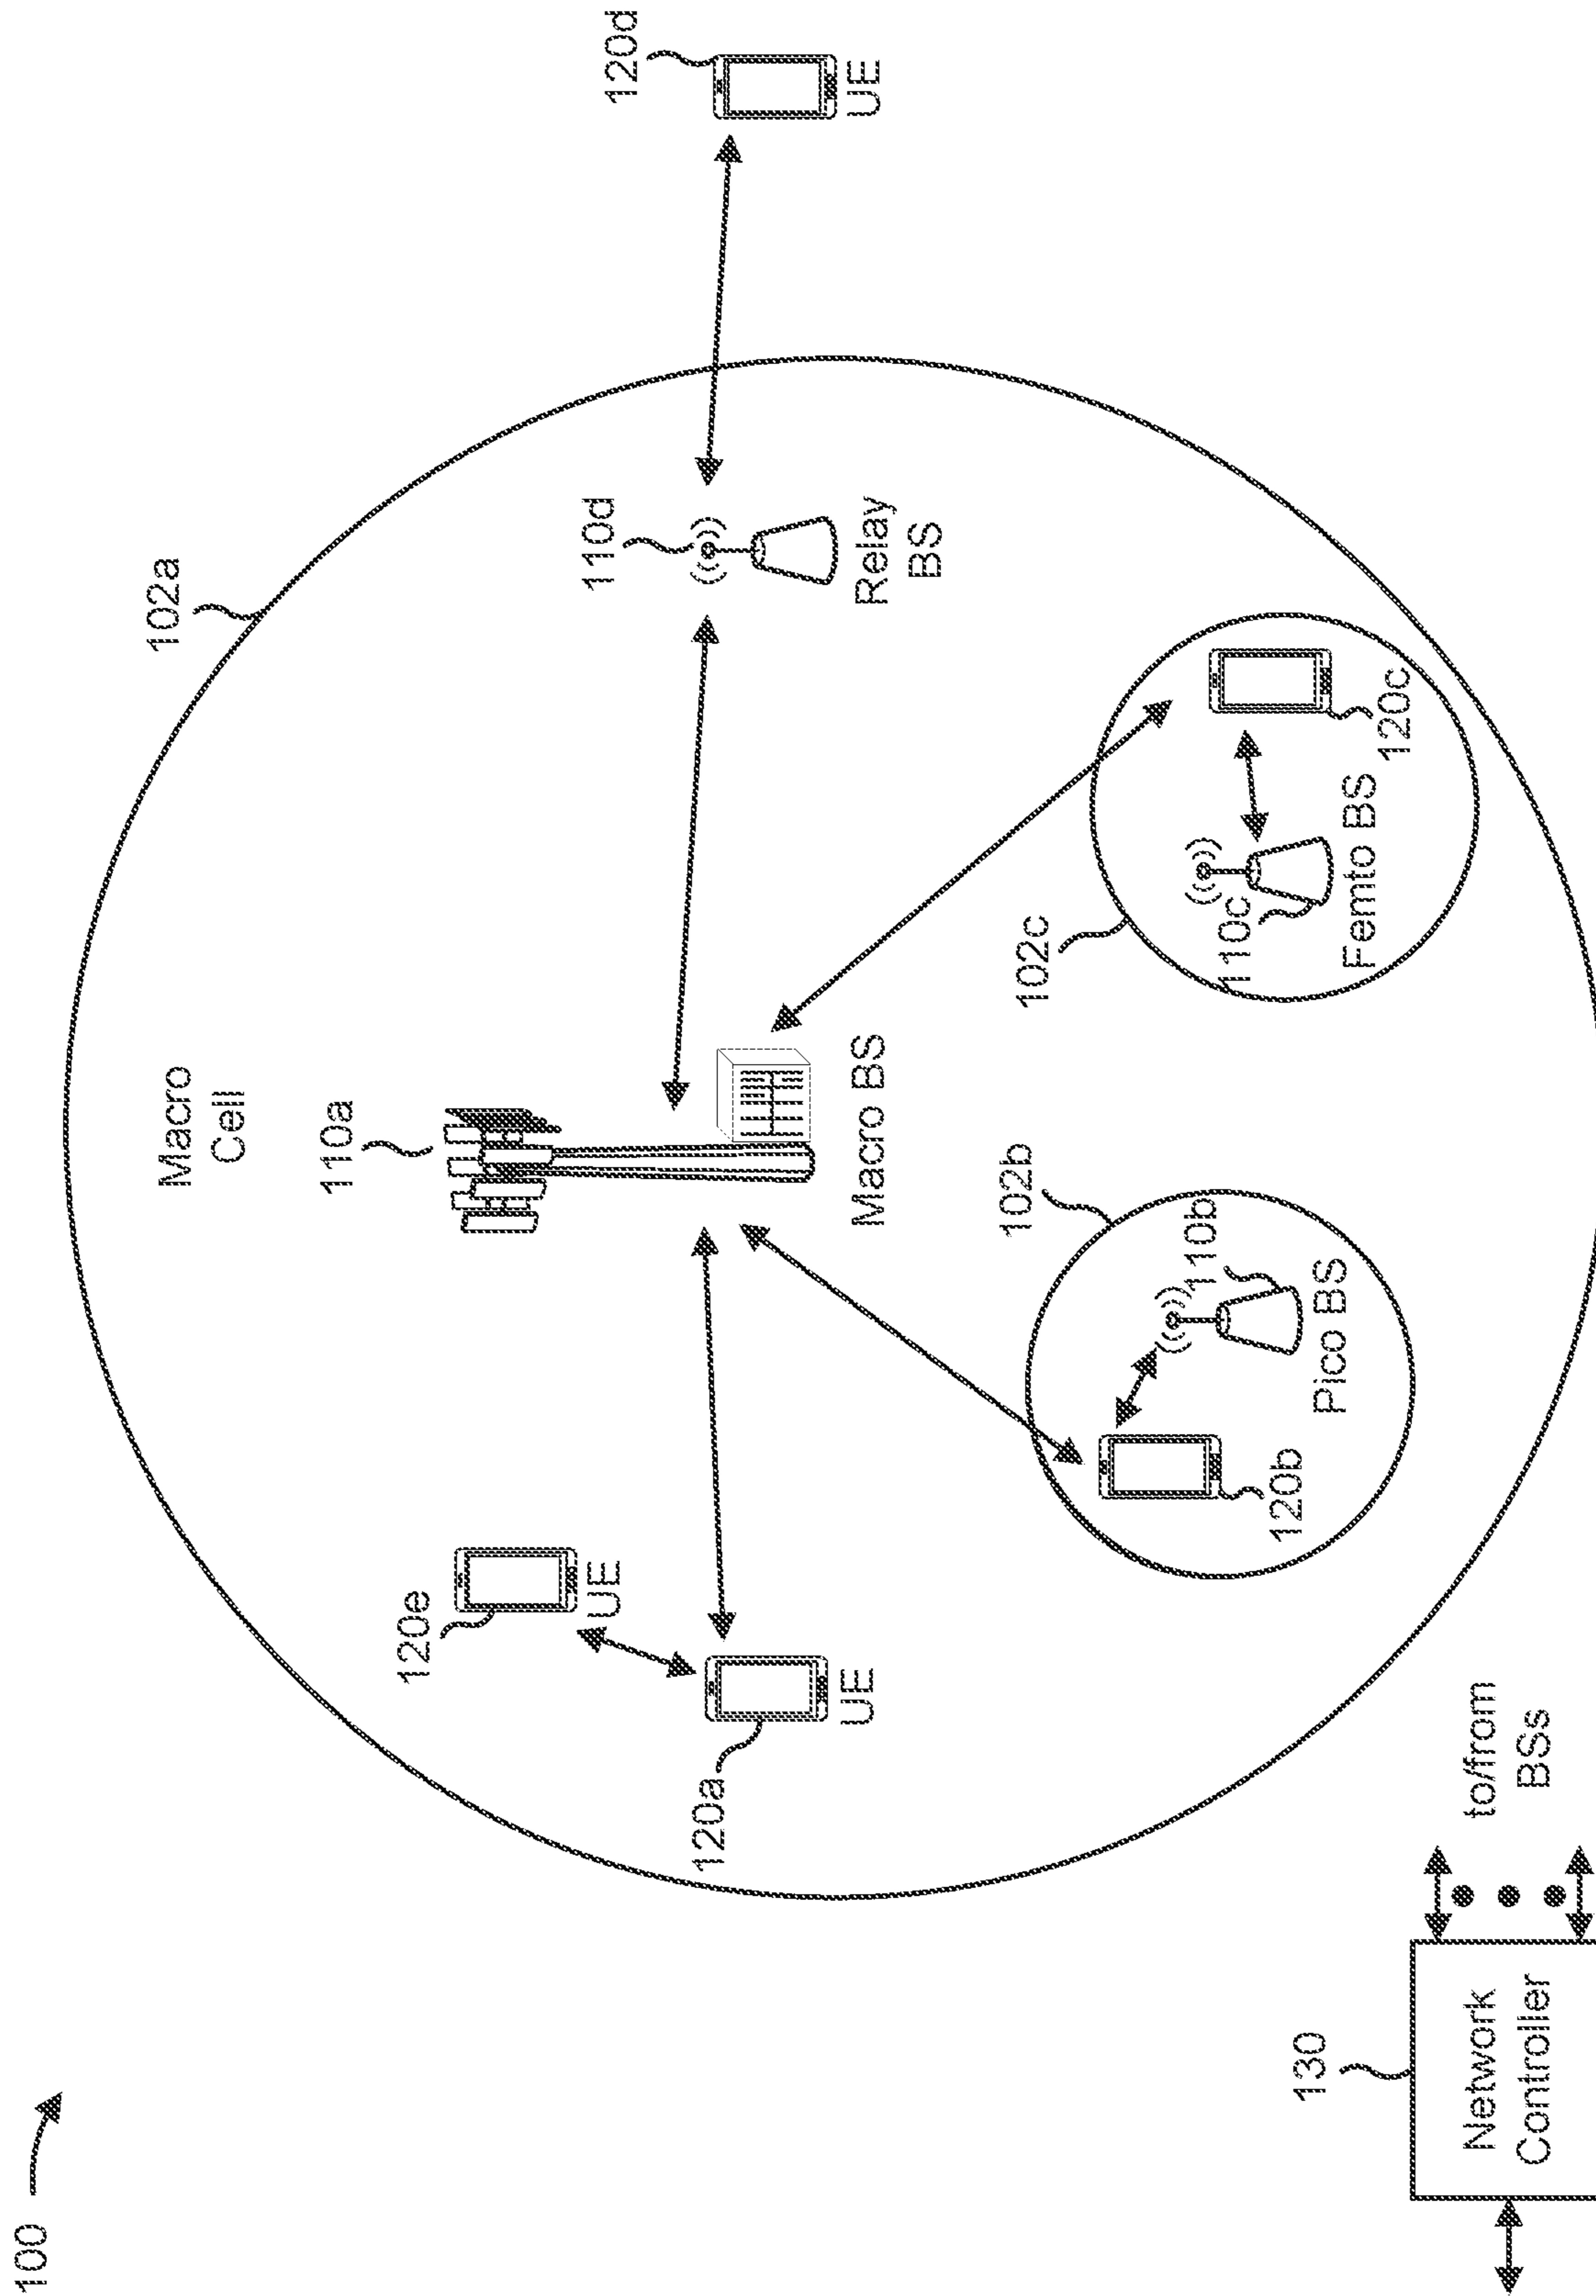 100
102a
Macro
Cell
110a
120d
UE
110d
Relay
BS
120e
UE
120a
UE
Macro BS
102b
110b
Pico BS
120b
102c
110c
Femto BS
120c
130
Network
Controller
to/from
BSs